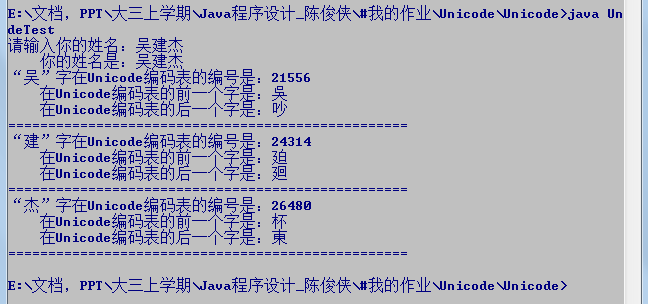 E:\文档，PPT\大三上学期\Java程序设计_陈俊侠\#我的作业\Unicode\Unicode>java Un
deTest
请输入你的姓名：吴建杰
你的姓名是：吴建杰
“吴”字在Unicode编码表的编号是：21556
在Unicode编码表的前一个字是：吳
在Unicode编码表的后一个字是：吵
==================================================
“建”字在Unicode编码表的编号是：24314
在Unicode编码表的前一个字是：廹
在Unicode编码表的后一个字是：廻
==================================================
“杰”字在Unicode编码表的编号是：26480
在Unicode编码表的前一个字是：杯
在Unicode编码表的后一个字是：東
==================================================
E:\文档，PPT\大三上学期\Java程序设计_陈俊侠\#我的作业\Unicode\Unicode>